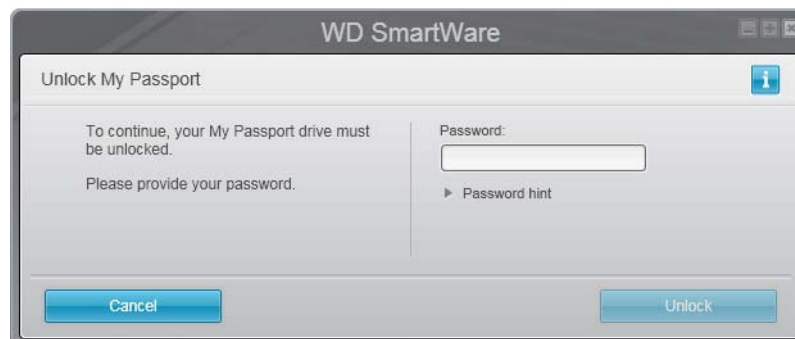 WD SmartWare
Unlock My Passport
i
To continue, your My Passport drive must
be unlocked.
Please provide your password.
Password:
Password hint
Cancel
Unlock